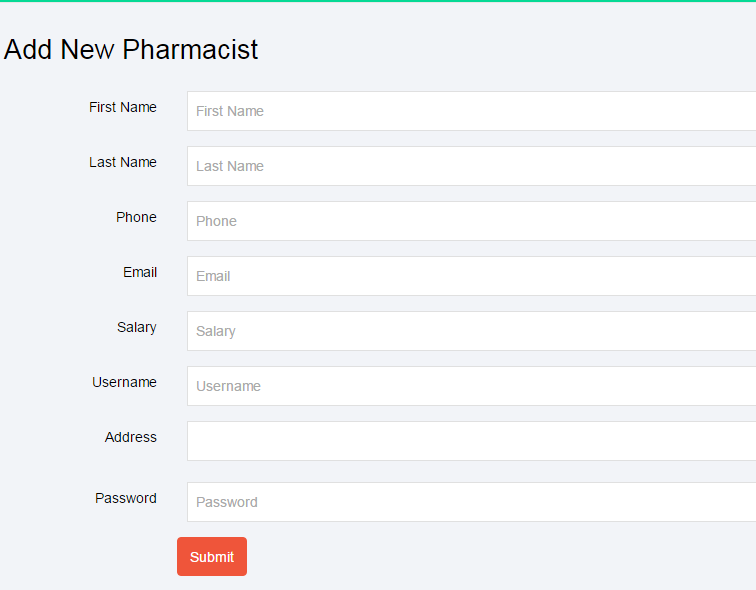 Add New Pharmacist
First Name First Name
Last Name Last Name
Phone Phone
Email Email
Salary Salary
Username Username
Address
Password Password
Submit